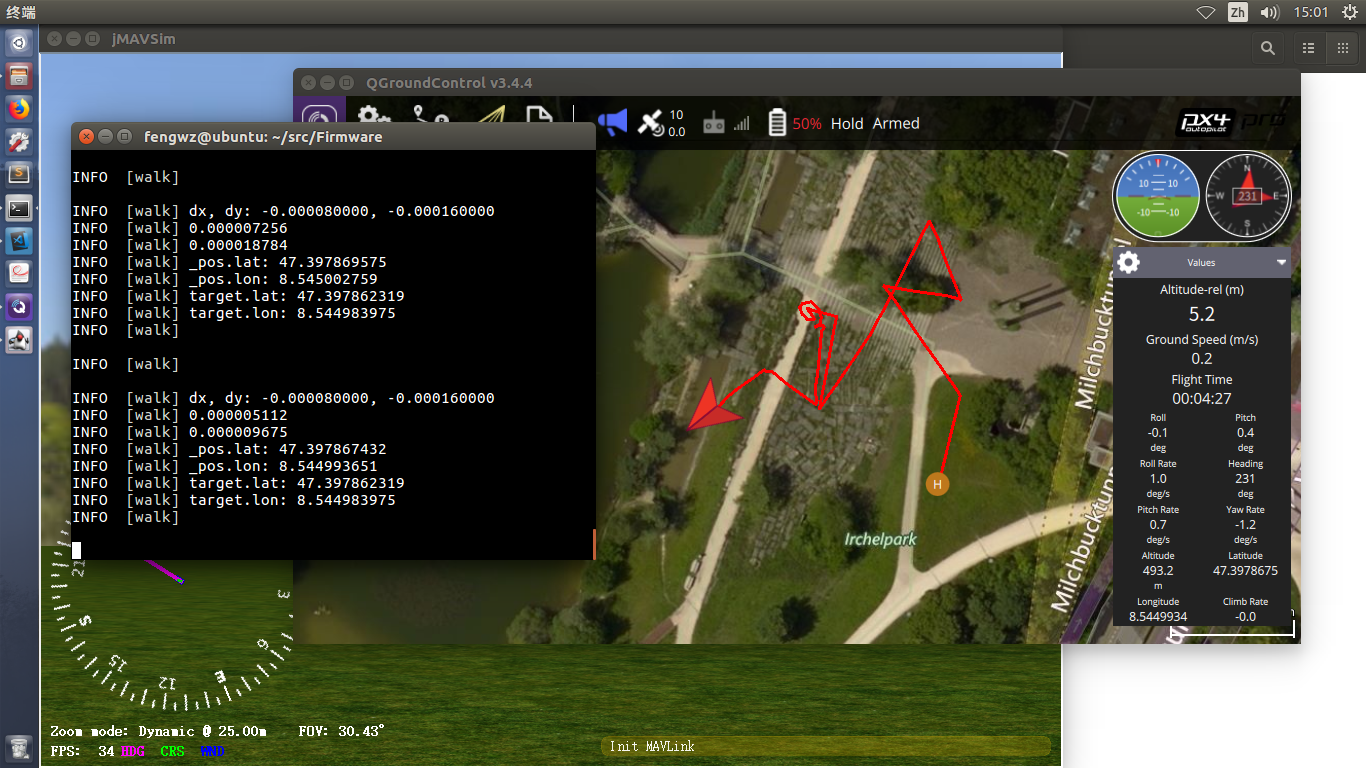 终端
Zh
15:01
jMAVSim
QGroundControl v3.4.4
10
0.0
50%
Hold
Armed
px4
autopilot
pro
fengwz@ubuntu: ~/src/Firmware
INFO [walk]
INFO [walk] dx, dy: -0.000080000, -0.000160000
INFO [walk] 0.000007256
INFO [walk] 0.000018784
INFO [walk] _pos.lat: 47.397869575
INFO [walk] _pos.lon: 8.545002759
INFO [walk] target.lat: 47.397862319
INFO [walk] target.lon: 8.544983975
INFO [walk]
INFO [walk]
INFO [walk] dx, dy: -0.000080000, -0.000160000
INFO [walk] 0.000005112
INFO [walk] 0.000009675
INFO [walk] _pos.lat: 47.397867432
INFO [walk] _pos.lon: 8.544993651
INFO [walk] target.lat: 47.397862319
INFO [walk] target.lon: 8.544983975
INFO [walk]
10 10
-10 -10
N
W 231 E
S
Values
Altitude-rel (m)
5.2
Ground Speed (m/s)
0.2
Flight Time
00:04:27
Roll Pitch
-0.1 0.4
deg deg
Roll Rate Heading
1.0 231
deg/s deg
Pitch Rate Yaw Rate
0.7 -1.2
deg/s deg/s
Altitude Latitude
493.2 47.3978675
m
Longitude Climb Rate
8.5449934 -0.0
Milchbucktunnel
Milchbucktunn
H
Irchelpark
21
S
15
12
E
6
3
Zoom mode: Dynamic @ 25.00m FOV: 30.43°
FPS: 34 HDG CRS WND
Init MAVLink